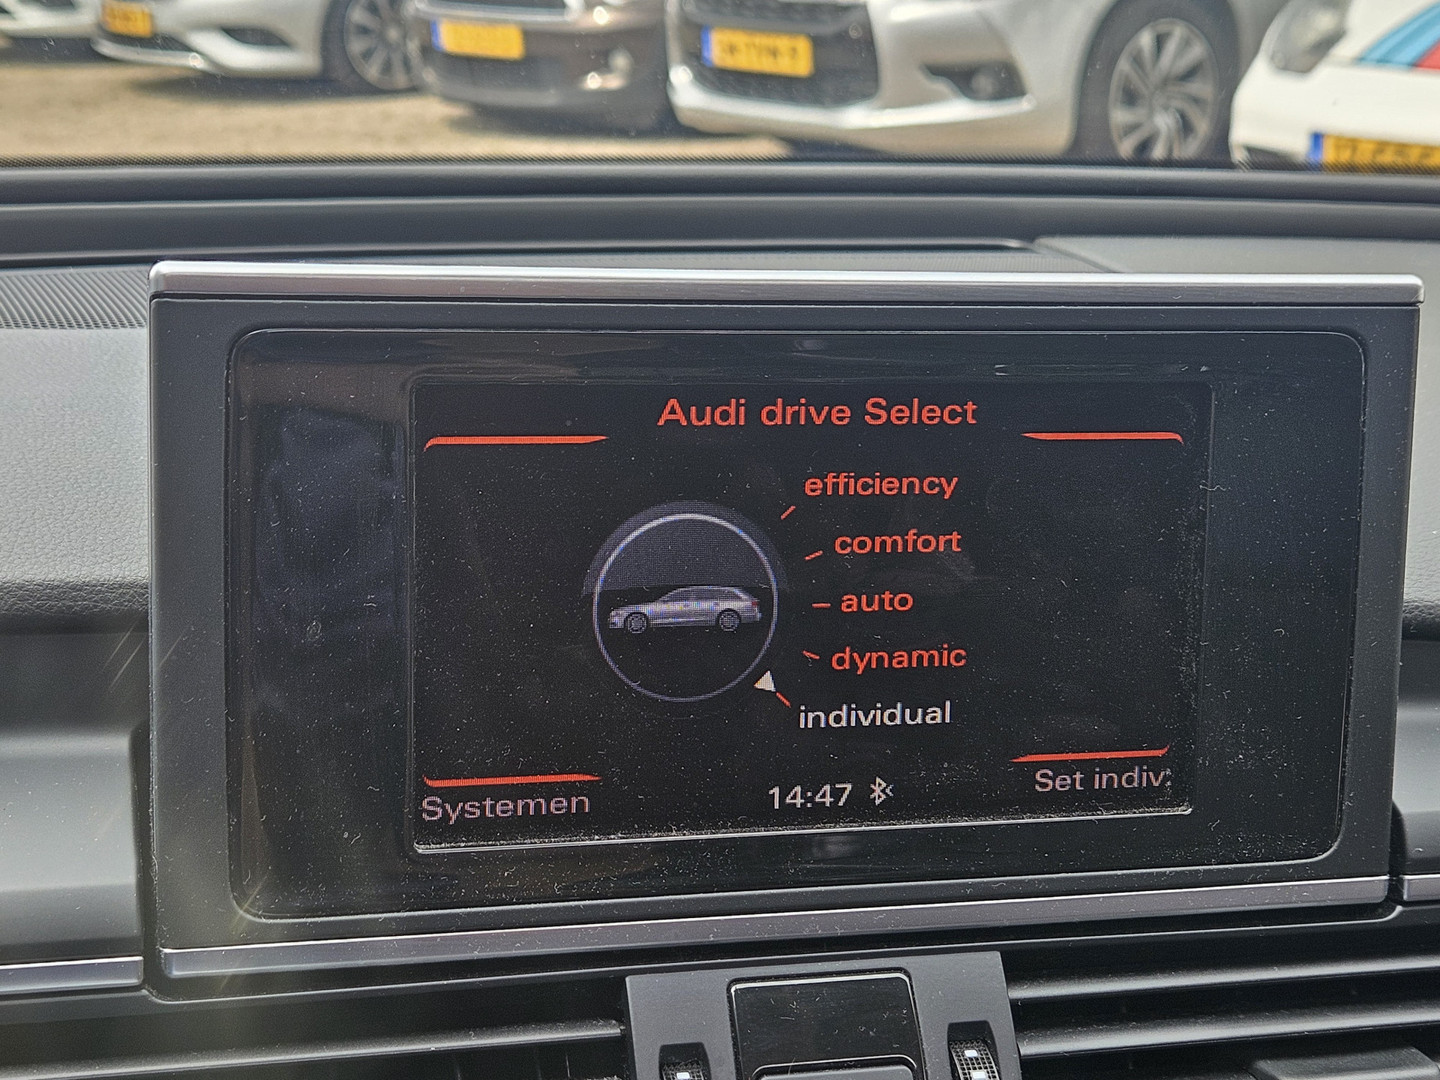 Audi drive Select
efficiency
comfort
auto
dynamic
individual
Systemen
14:47
Set indiv.